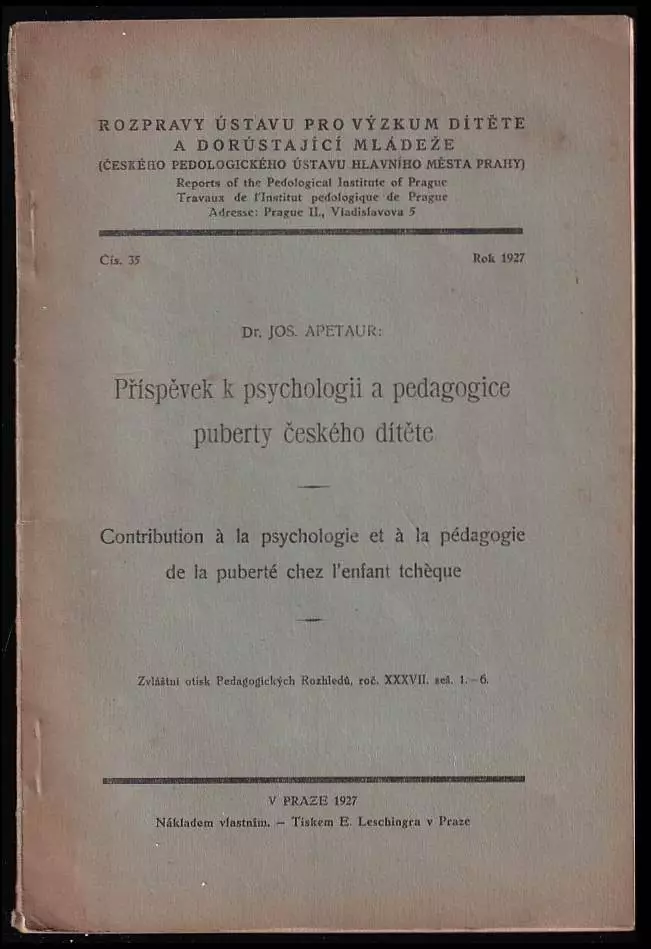 ROZPRAVY ÚSTAVU PRO VÝZKUM DÍTĚTE
A DORŮSTAJÍCÍ MLÁDEŽE
(ČESKÉHO PEDOLOGICKÉHO ÚSTAVU HLAVNÍHO MĚSTA PRAHY)
Reports of the Pedological Institute of Prague
Travaux de l'Institut pedologique de Prague
Adresse: Prague II., Vladislavova 5
Čís. 35
Rok 1927
Dr. JOS. APETAUR:
Příspěvek k psychologii a pedagogice
puberty českého dítěte
Contribution à la psychologie et à la pédagogie
de la puberté chez l'enfant tchèque
Zvláštní otisk Pedagogických Rozhledů, roč. XXXVII. seš. 1.–6.
V PRAZE 1927
Nákladem vlastním. – Tiskem E. Leschingra v Praze